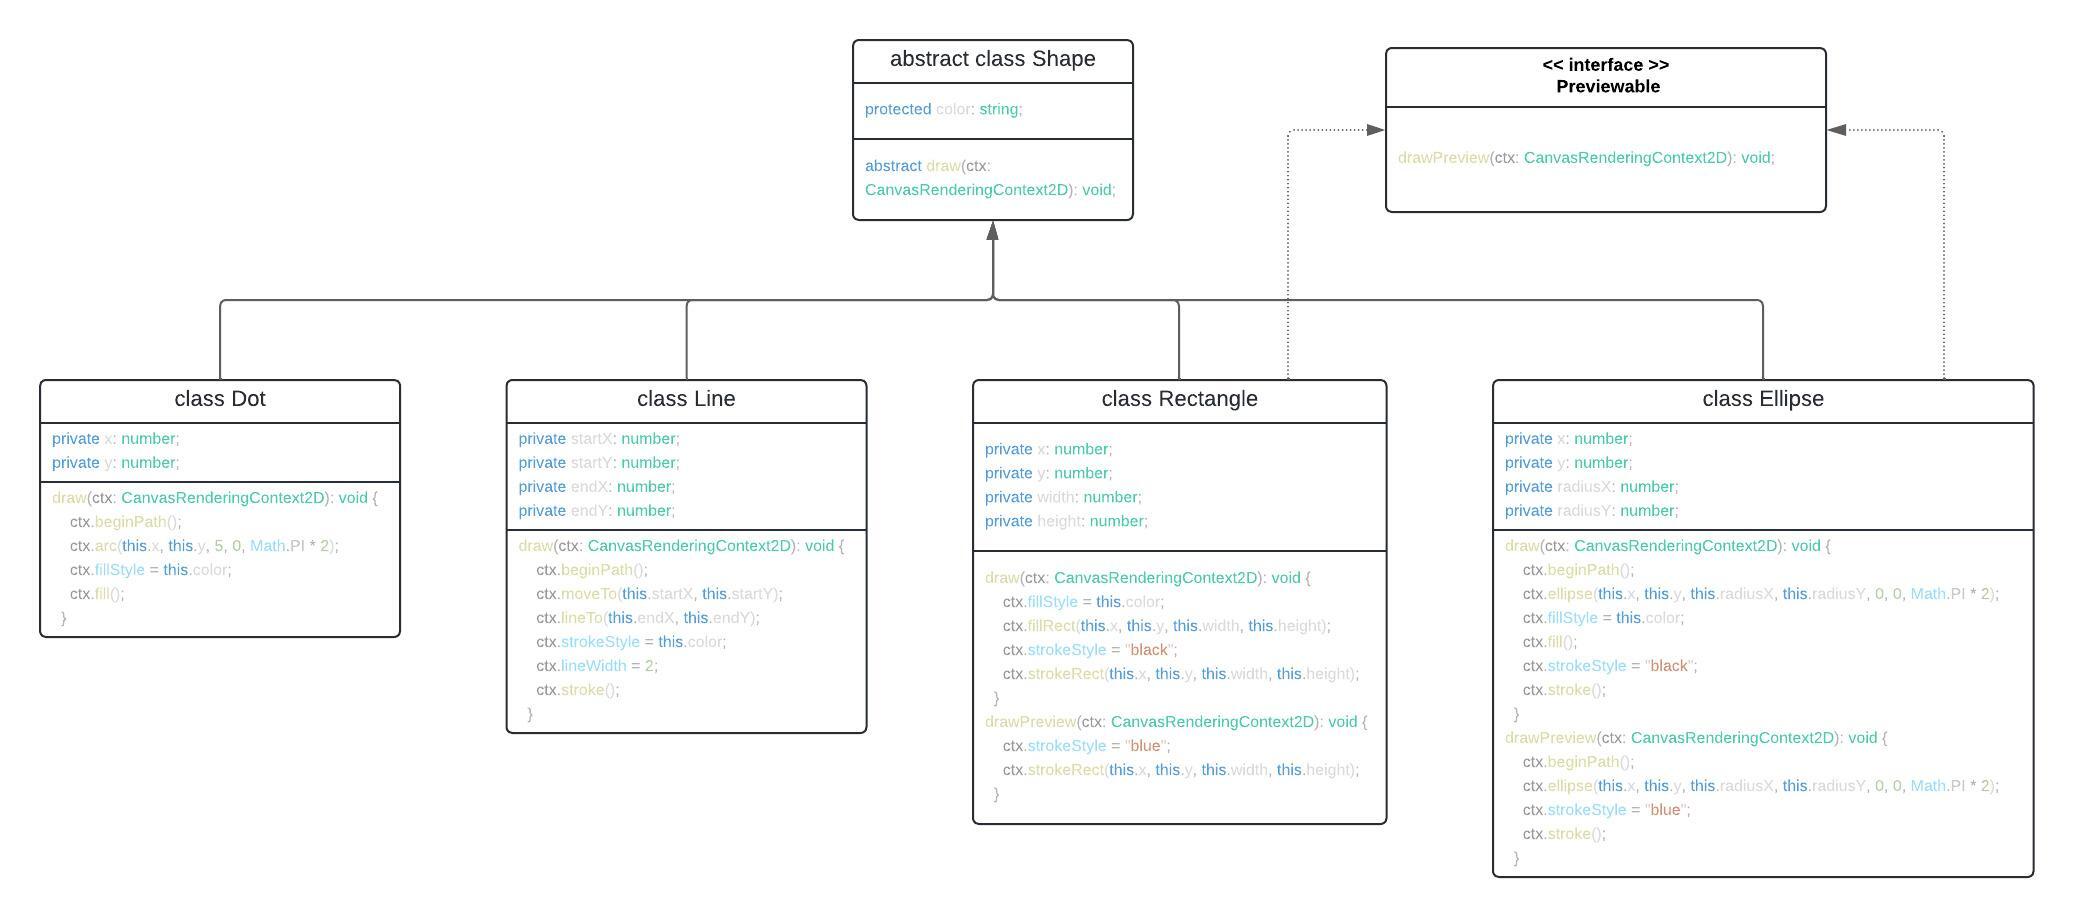 abstract class Shape
protected color: string;
abstract draw(ctx:
CanvasRenderingContext2D): void;
<< interface >>
Previewable
drawPreview(ctx: CanvasRenderingContext2D): void;
class Dot
private x: number;
private y: number;
draw(ctx: CanvasRenderingContext2D): void {
ctx.beginPath();
ctx.arc(this.x, this.y, 5, 0, Math.PI * 2);
ctx.fillStyle = this.color;
ctx.fill();
}
class Line
private startX: number;
private startY: number;
private endX: number;
private endY: number;
draw(ctx: CanvasRenderingContext2D): void {
ctx.beginPath();
ctx.moveTo(this.startX, this.startY);
ctx.lineTo(this.endX, this.endY);
ctx.strokeStyle = this.color;
ctx.lineWidth = 2;
ctx.stroke();
}
class Rectangle
private x: number;
private y: number;
private width: number;
private height: number;
draw(ctx: CanvasRenderingContext2D): void {
ctx.fillStyle = this.color;
ctx.fillRect(this.x, this.y, this.width, this.height);
ctx.strokeStyle = "black";
ctx.strokeRect(this.x, this.y, this.width, this.height);
}
drawPreview(ctx: CanvasRenderingContext2D): void {
ctx.strokeStyle = "blue";
ctx.strokeRect(this.x, this.y, this.width, this.height);
}
class Ellipse
private x: number;
private y: number;
private radiusX: number;
private radiusY: number;
draw(ctx: CanvasRenderingContext2D): void {
ctx.beginPath();
ctx.ellipse(this.x, this.y, this.radiusX, this.radiusY, 0, 0, Math.PI * 2);
ctx.fillStyle = this.color;
ctx.fill();
ctx.strokeStyle = "black";
ctx.stroke();
}
drawPreview(ctx: CanvasRenderingContext2D): void {
ctx.beginPath();
ctx.ellipse(this.x, this.y, this.radiusX, this.radiusY, 0, 0, Math.PI * 2);
ctx.strokeStyle = "blue";
ctx.stroke();
}